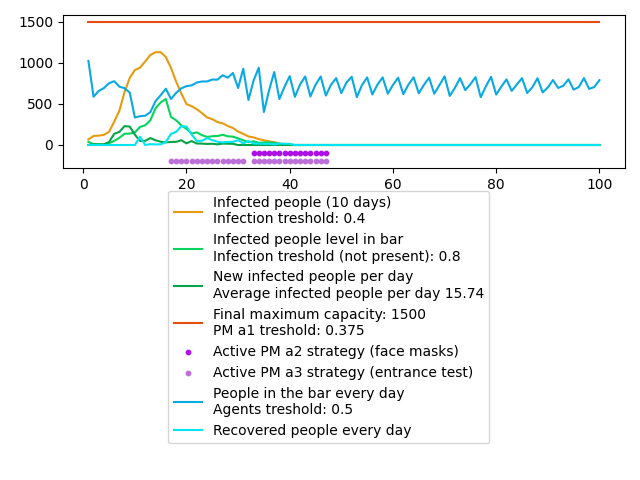 1500
1000
500
0
0
20
40
60
80
100
Infected people (10 days)
Infection treshold: 0.4
Infected people level in bar
Infection treshold (not present): 0.8
New infected people per day
Average infected people per day 15.74
Final maximum capacity: 1500
PM a1 treshold: 0.375
Active PM a2 strategy (face masks)
Active PM a3 strategy (entrance test)
People in the bar every day
Agents treshold: 0.5
Recovered people every day